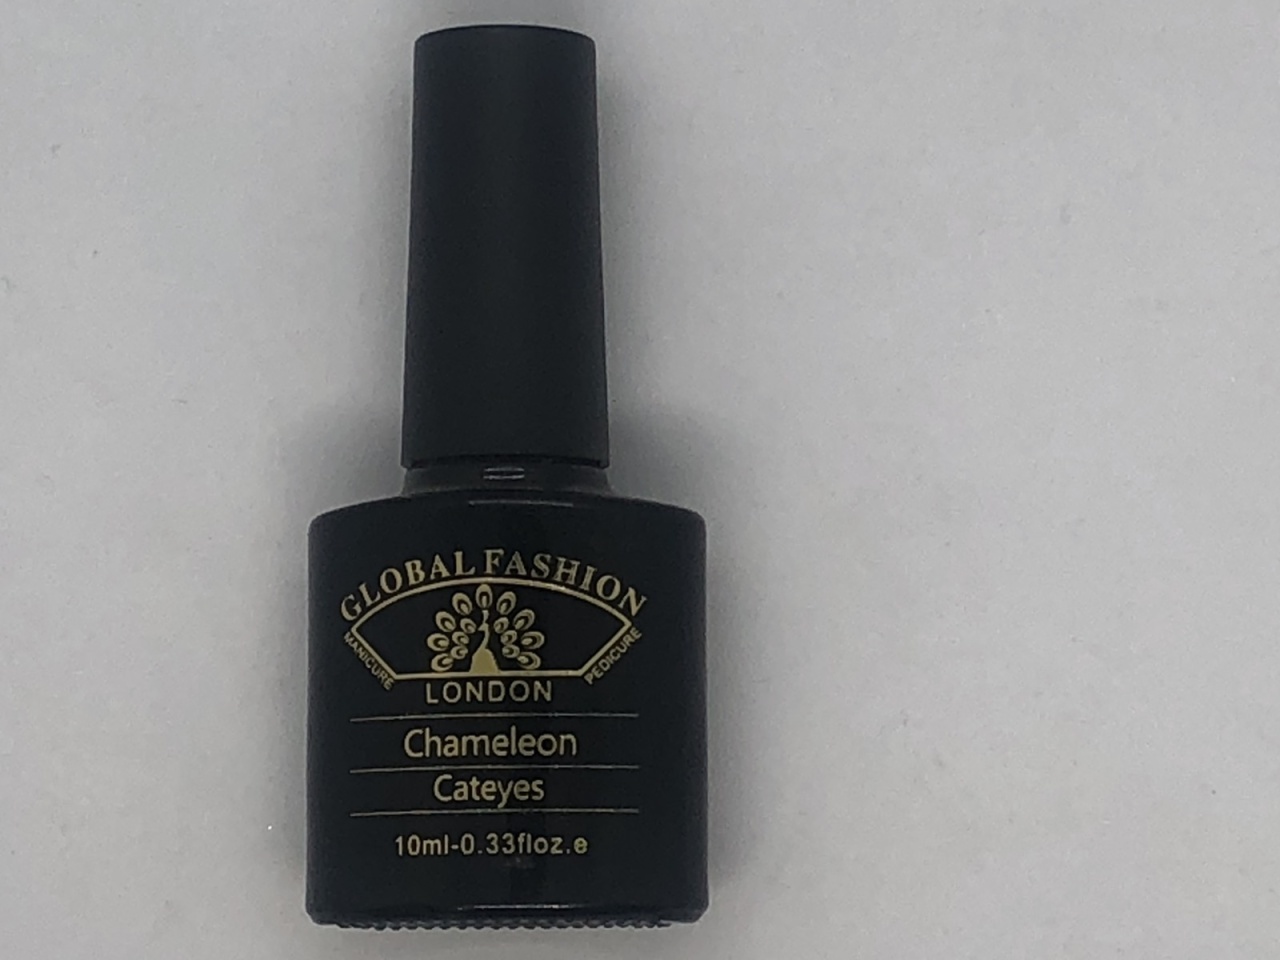 GLOBAL FASHION
MANICURE
PEDICURE
LONDON
Chameleon
Cateyes
10ml-0.33floz.e